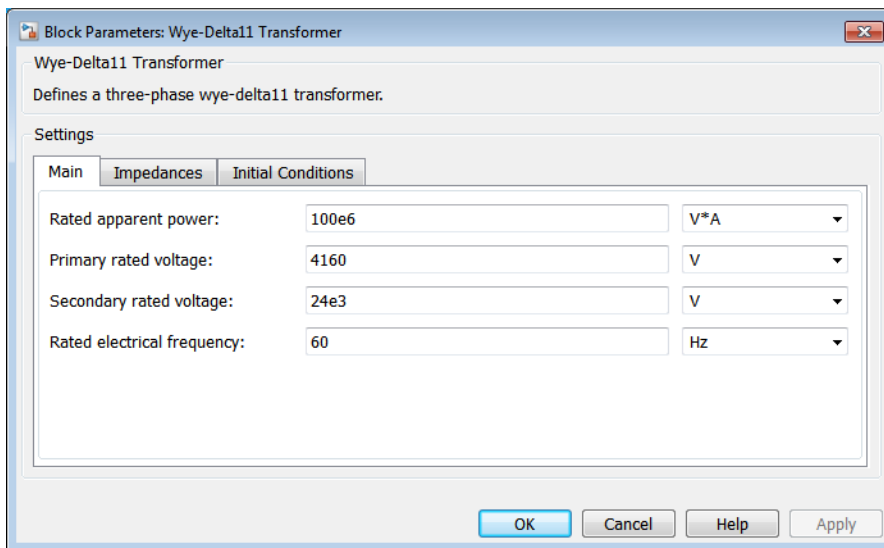 Block Parameters: Wye-Delta11 Transformer
Wye-Delta11 Transformer
Defines a three-phase wye-delta11 transformer.
Settings
Main Impedances Initial Conditions
Rated apparent power: 100e6 V*A
Primary rated voltage: 4160 V
Secondary rated voltage: 24e3 V
Rated electrical frequency: 60 Hz
OK Cancel Help Apply